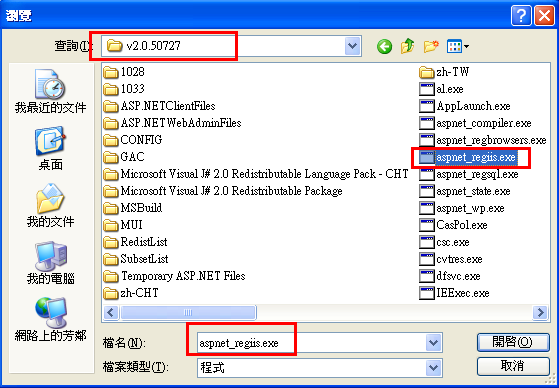 瀏覽
查詢(I):
v2.0.50727
我最近的文件
桌面
我的文件
我的電腦
網路上的芳鄰
1028
1033
ASP.NETClientFiles
ASP.NETWebAdminFiles
CONFIG
GAC
Microsoft Visual J# 2.0 Redistributable Language Pack - CHT
Microsoft Visual J# 2.0 Redistributable Package
MSBuild
MUI
RedistList
SubsetList
Temporary ASP.NET Files
zh-CHT
zh-TW
al.exe
AppLaunch.exe
aspnet_compiler.exe
aspnet_regbrowsers.exe
aspnet_regiis.exe
aspnet_regsql.exe
aspnet_state.exe
aspnet_wp.exe
CasPol.exe
csc.exe
cvtres.exe
dfsvc.exe
IEExec.exe
檔名(N):
aspnet_regiis.exe
開啓(O)
檔案類型(T):
程式
取消